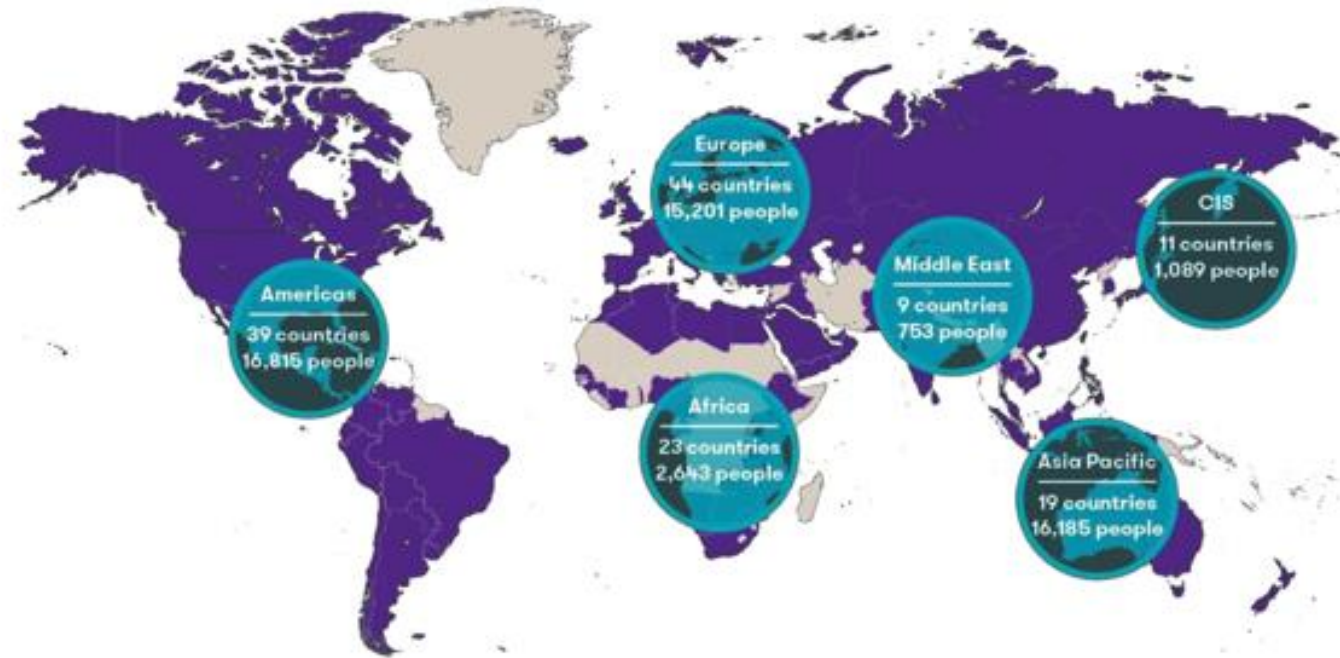 Europe
44 countries
15,201 people
CIS
11 countries
1,089 people
Middle East
9 countries
753 people
Americas
39 countries
16,815 people
Africa
23 countries
2,643 people
Asia Pacific
19 countries
16,185 people